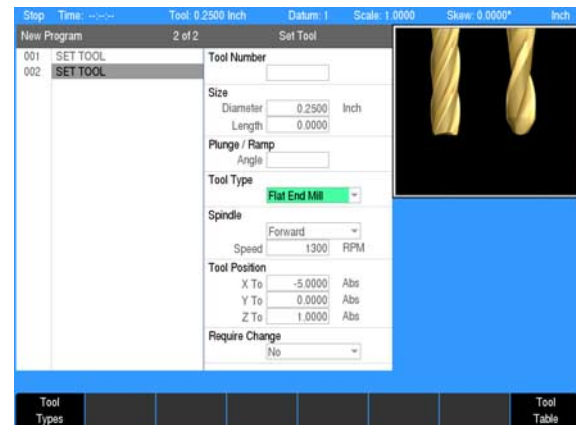 Stop Time: --:--:-- Tool: 0.2500 Inch Datum: 1 Scale: 1.0000 Skew: 0.0000° Inch
New Program 2 of 2 Set Tool
001 SET TOOL
002 SET TOOL
Tool Number
Size
Diameter 0.2500 Inch
Length 0.0000
Plunge / Ramp
Angle
Tool Type
Flat End Mill
Spindle
Forward
Speed 1300 RPM
Tool Position
X To -5.0000 Abs
Y To 0.0000 Abs
Z To 1.0000 Abs
Require Change
No
Tool Types
Tool Table